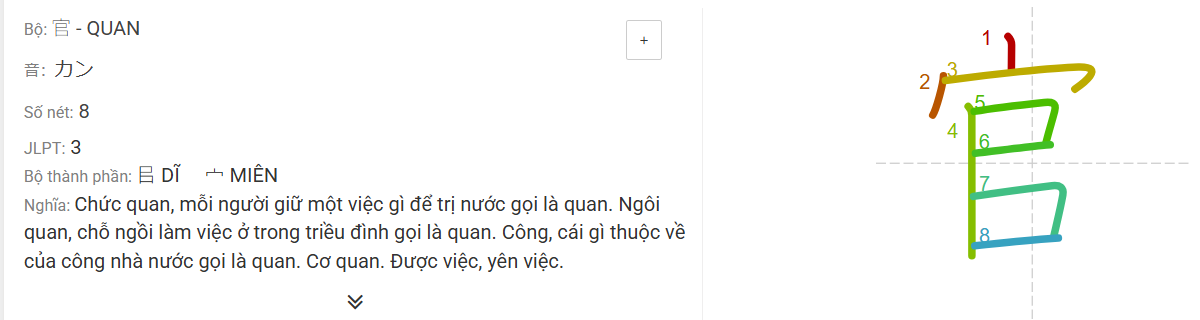 Bộ: 官 - QUAN
+
音: カン
Số nét: 8
JLPT: 3
Bộ thành phần: 㠯 DĨ 宀 MIÊN
Nghĩa: Chức quan, mỗi người giữ một việc gì để trị nước gọi là quan. Ngôi
quan, chỗ ngồi làm việc ở trong triều đình gọi là quan. Công, cái gì thuộc về
của công nhà nước gọi là quan. Cơ quan. Được việc, yên việc.
官
1
2
3
4
5
6
7
8